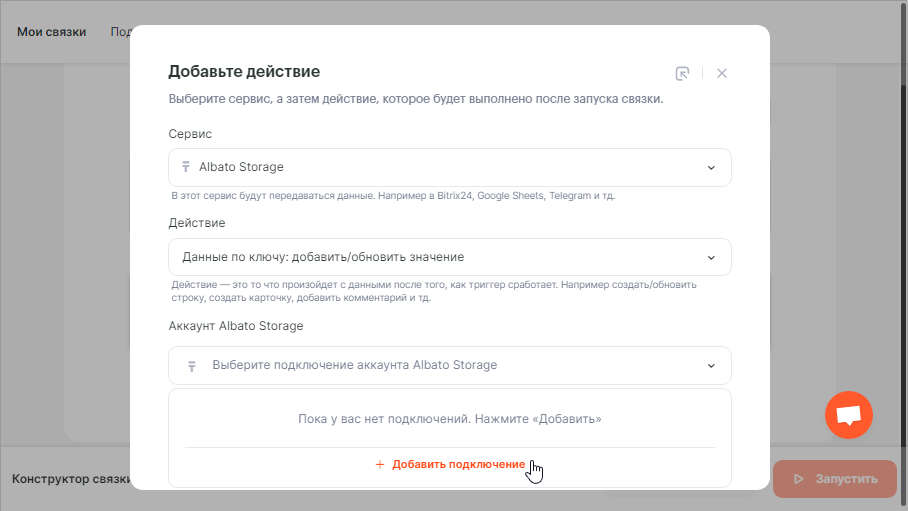 Мои связки
Добавьте действие
Выберите сервис, а затем действие, которое будет выполнено после запуска связки.
Сервис
Albato Storage
В этот сервис будут передаваться данные. Например в Bitrix24, Google Sheets, Telegram и тд.
Действие
Данные по ключу: добавить/обновить значение
Действие — это то что произойдет с данными после того, как триггер сработает. Например создать/обновить
строку, создать карточку, добавить комментарий и тд.
Аккаунт Albato Storage
Выберите подключение аккаунта Albato Storage
Пока у вас нет подключений. Нажмите «Добавить»
+ Добавить подключение
Конструктор связки
Запустить